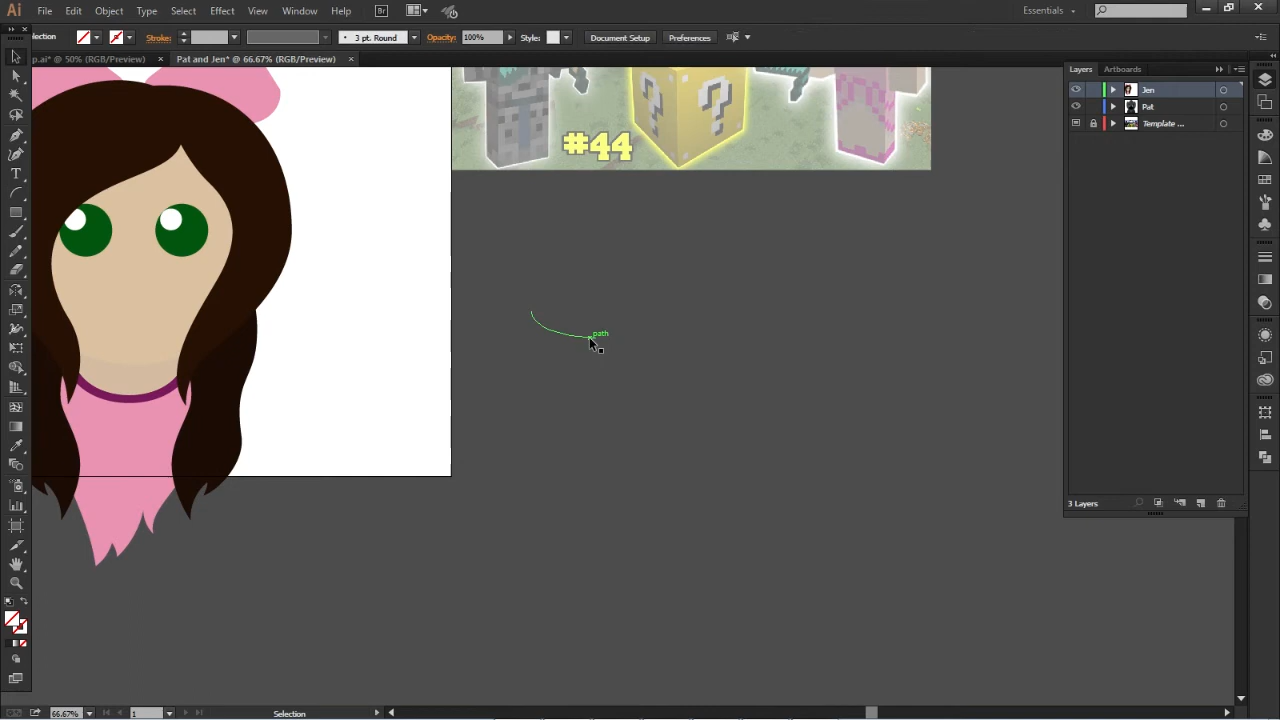 Ai File Edit Object Type Select Effect View Window Help Br Essentials
lection Stroke: 3 pt. Round Opacity: 100% Style: Document Setup Preferences
p.ai* @ 50% (RGB/Preview) × Pat and Jen* @ 66.67% (RGB/Preview) ×
Layers Artboards
Jen
Pat
Template ...
#44
path
3 Layers
66.67% 1 Selection